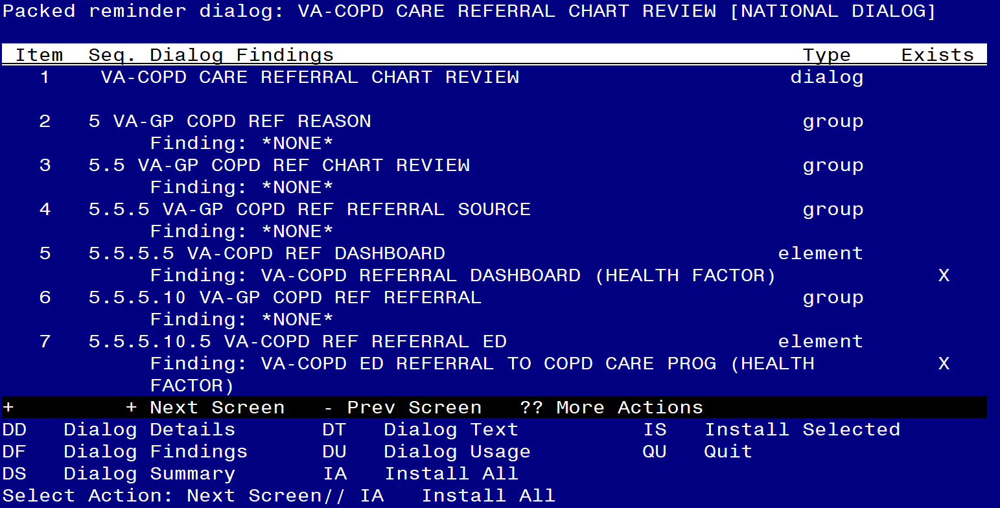 Packed reminder dialog: VA-COPD CARE REFERRAL CHART REVIEW [NATIONAL DIALOG]
Item  Seq. Dialog Findings  Type  Exists
1  VA-COPD CARE REFERRAL CHART REVIEW  dialog
2  5 VA-GP COPD REF REASON  group
Finding: *NONE*
3  5.5 VA-GP COPD REF CHART REVIEW  group
Finding: *NONE*
4  5.5.5 VA-GP COPD REF REFERRAL SOURCE  group
Finding: *NONE*
5  5.5.5.5 VA-COPD REF DASHBOARD  element
Finding: VA-COPD REFERRAL DASHBOARD (HEALTH FACTOR)  X
6  5.5.5.10 VA-GP COPD REF REFERRAL  group
Finding: *NONE*
7  5.5.5.10.5 VA-COPD REF REFERRAL ED  element
Finding: VA-COPD ED REFERRAL TO COPD CARE PROG (HEALTH  X
FACTOR)
+  + Next Screen  - Prev Screen  ?? More Actions
DD  Dialog Details  DT  Dialog Text  IS  Install Selected
DF  Dialog Findings  DU  Dialog Usage  QU  Quit
DS  Dialog Summary  IA  Install All
Select Action: Next Screen// IA  Install All